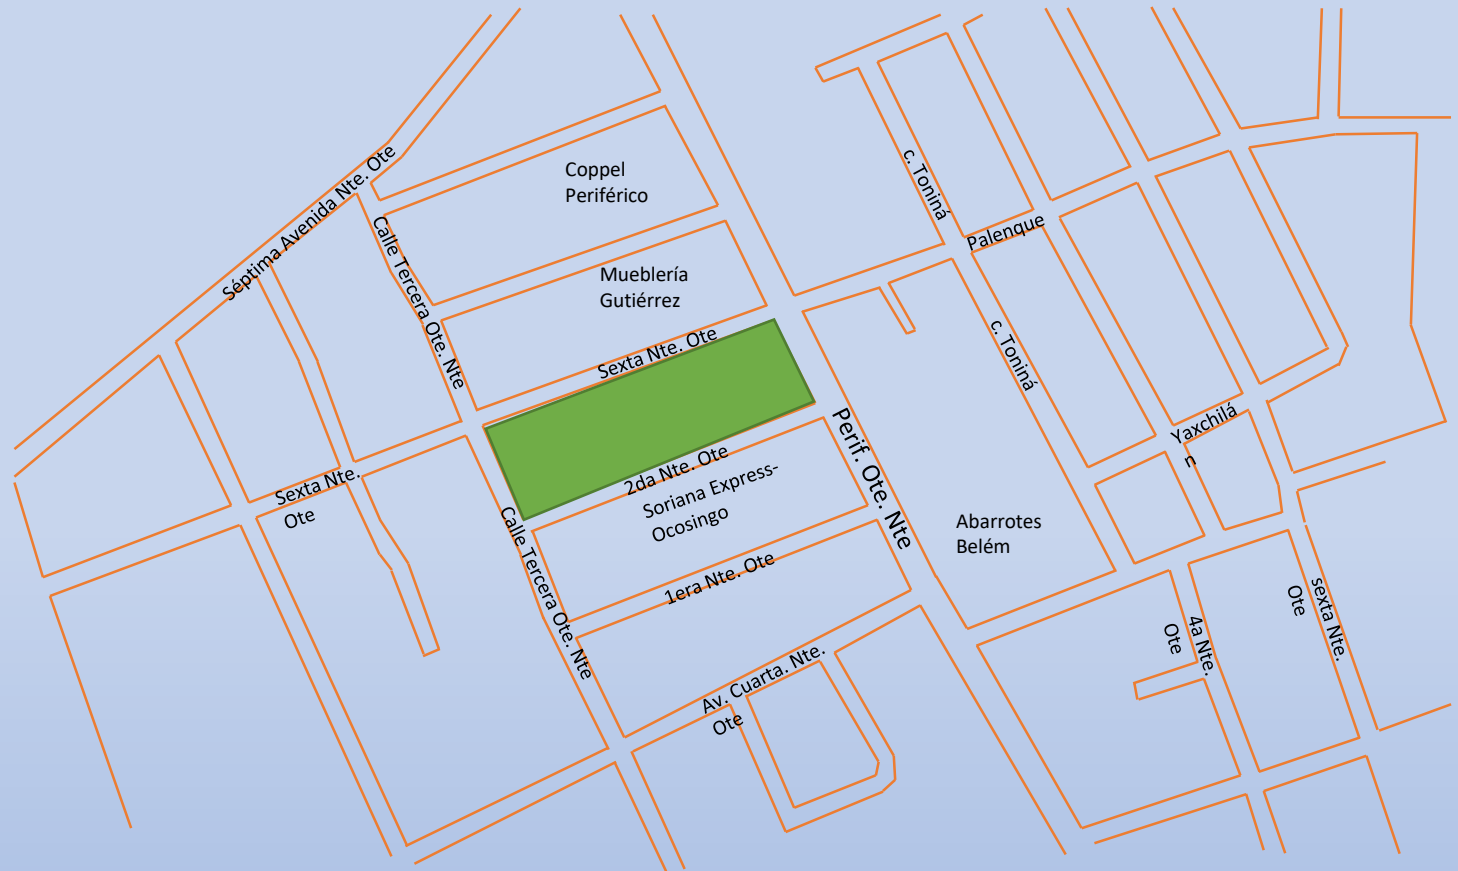 Séptima Avenida Nte. Ote
Coppel
Periférico
c. Toniná
Calle Tercera Ote. Nte
Palenque
Mueblería
Gutiérrez
Sexta Nte. Ote
c. Toniná
Perif. Ote. Nte
Yaxchilá
n
2da Nte. Ote
Sexta Nte.
Ote
Soriana Express-
Ocosingo
Calle Tercera Ote. Nte
Abarrotes
Belém
1era Nte. Ote
sexta Nte.
Ote
4a Nte.
Ote
Av. Cuarta. Nte.
Ote